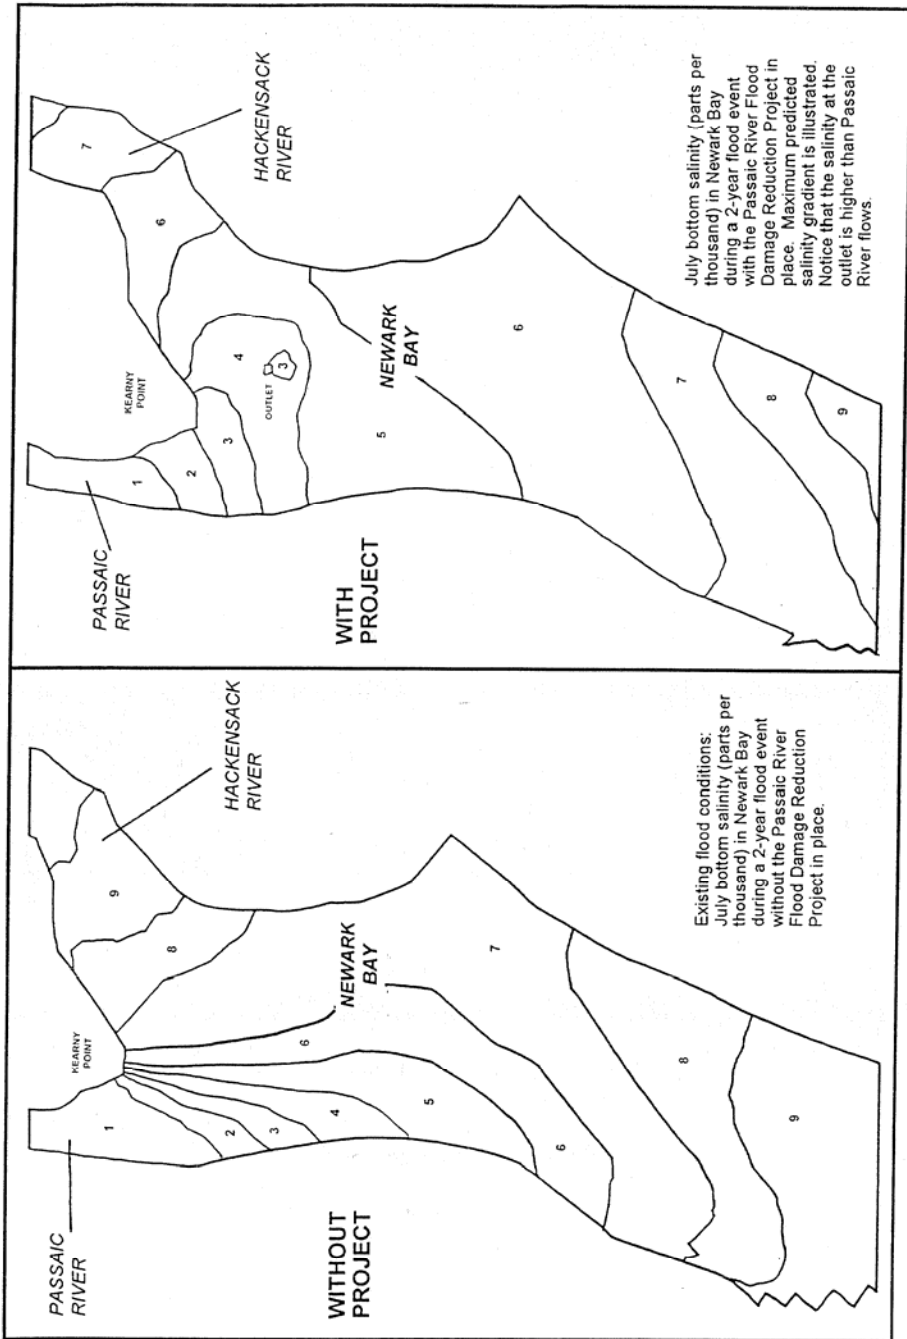 PASSAIC
RIVER
HACKENSACK
RIVER
KEARNY
POINT
1
2
3
4
5
6
6
7
8
9
8
9
NEWARK
BAY
WITHOUT
PROJECT
Existing flood conditions:
July bottom salinity (parts per
thousand) in Newark Bay
during a 2-year flood event
without the Passaic River
Flood Damage Reduction
Project in place.
PASSAIC
RIVER
HACKENSACK
RIVER
KEARNY
POINT
1
2
3
4
OUTLET
3
5
6
7
6
7
8
9
NEWARK
BAY
WITH
PROJECT
July bottom salinity (parts per
thousand) in Newark Bay
during a 2-year flood event
with the Passaic River Flood
Damage Reduction Project in
place. Maximum predicted
salinity gradient is illustrated.
Notice that the salinity at the
outlet is higher than Passaic
River flows.